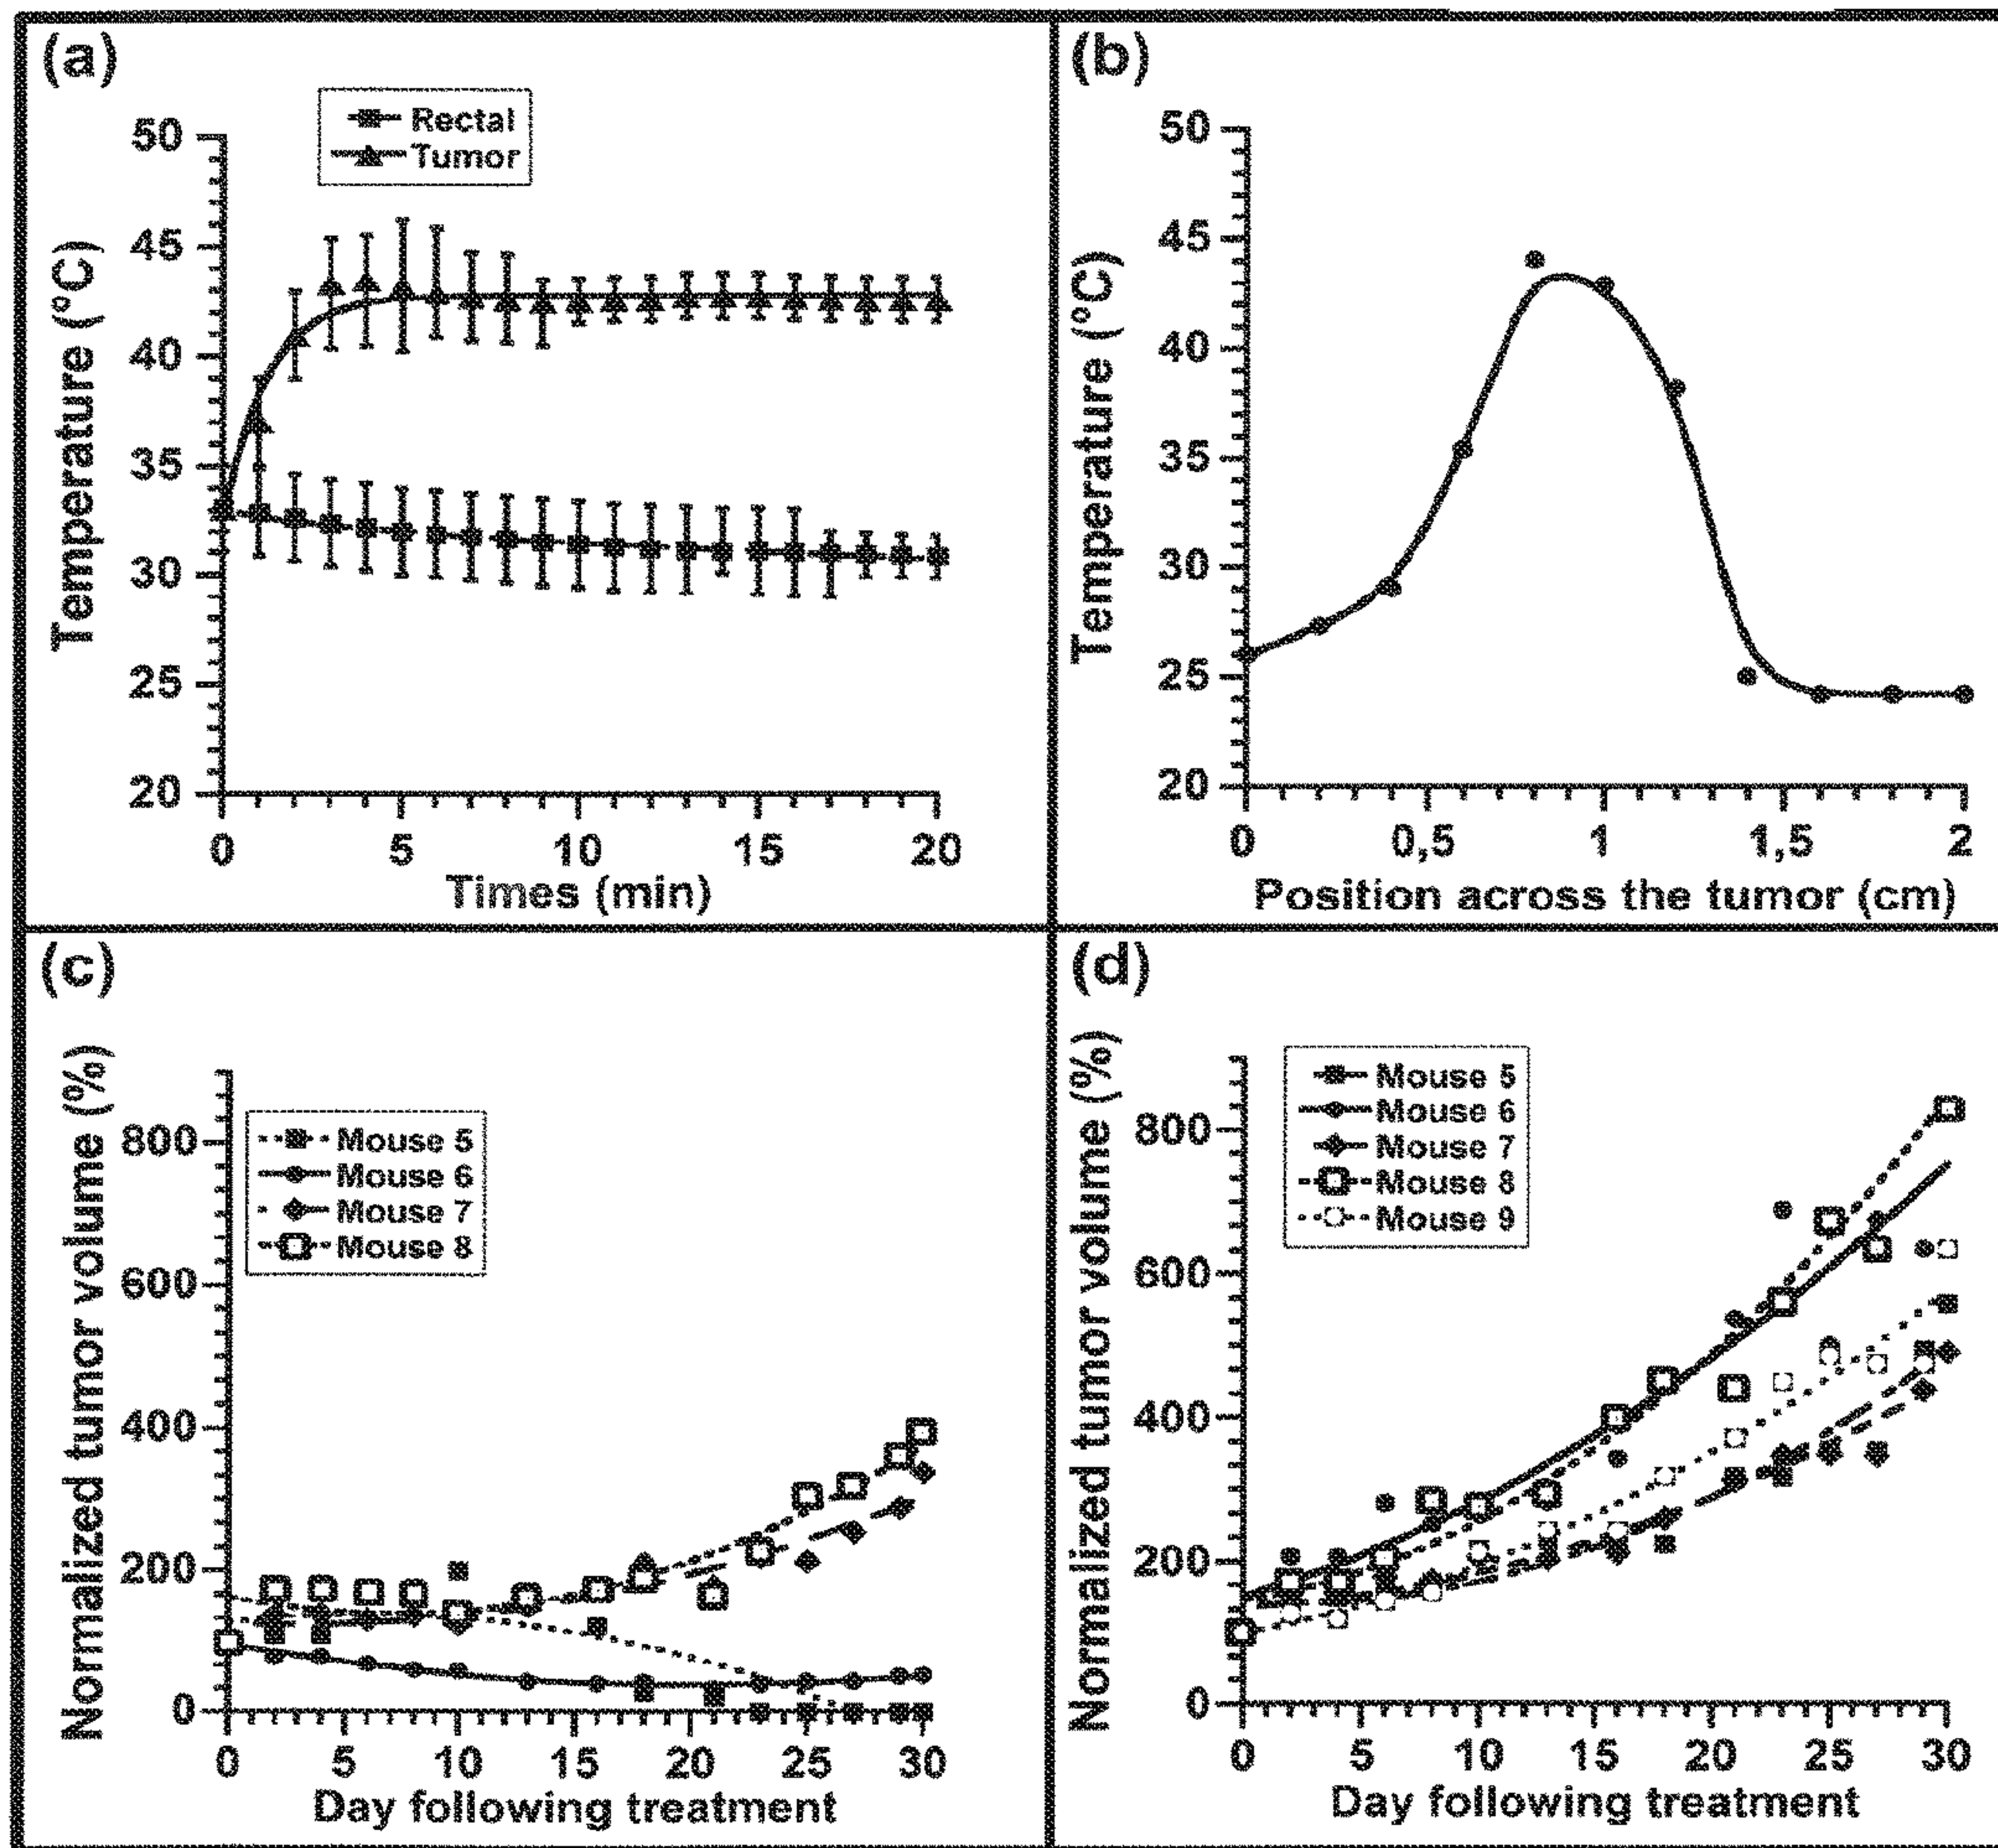 (a)
Rectal
Tumor
50
45
40
35
30
25
20
Temperature (°C)
0 5 10 15 20
Times (min)
(b)
50
45
40
35
30
25
20
Temperature (°C)
0 0,5 1 1,5 2
Position across the tumor (cm)
(c)
Mouse 5
Mouse 6
Mouse 7
Mouse 8
800
600
400
200
0
Normalized tumor volume (%)
0 5 10 15 20 25 30
Day following treatment
(d)
Mouse 5
Mouse 6
Mouse 7
Mouse 8
Mouse 9
800
600
400
200
0
Normalized tumor volume (%)
0 5 10 15 20 25 30
Day following treatment